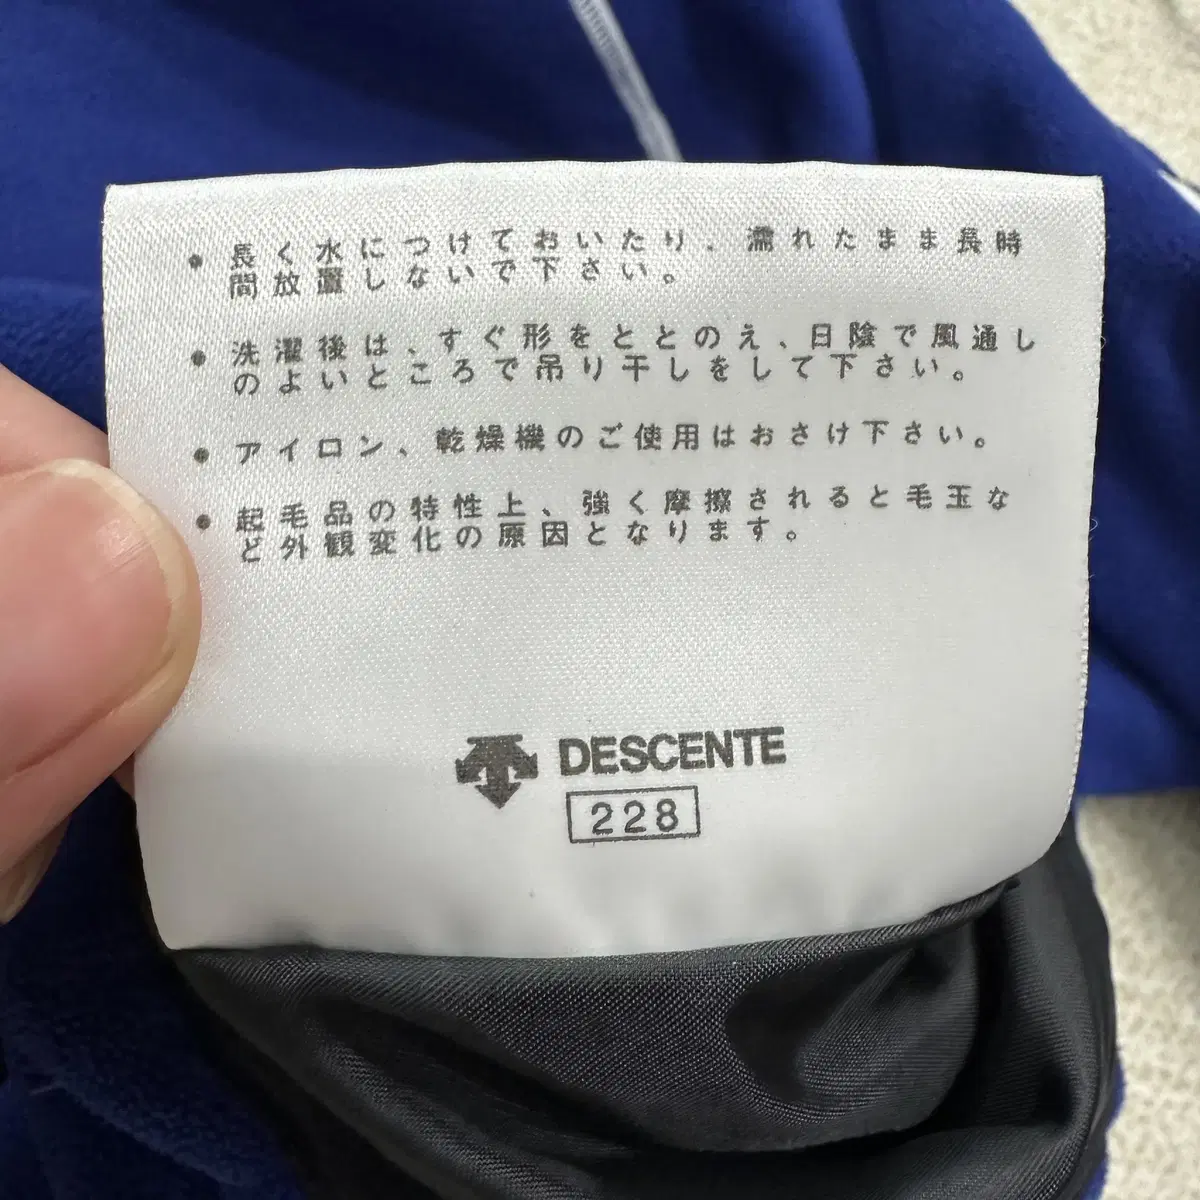 • 長く水につけておいたり、濡れたまま長時
間放置しないで下さい。
• 洗濯後は、すぐ形をととのえ、日陰で風通し
のよいところで吊り干しをして下さい。
• アイロン、乾燥機のご使用はおさけ下さい。
• 起毛品の特性上、強く摩擦されると毛玉な
ど外観変化の原因となります。
DESCENTE
228